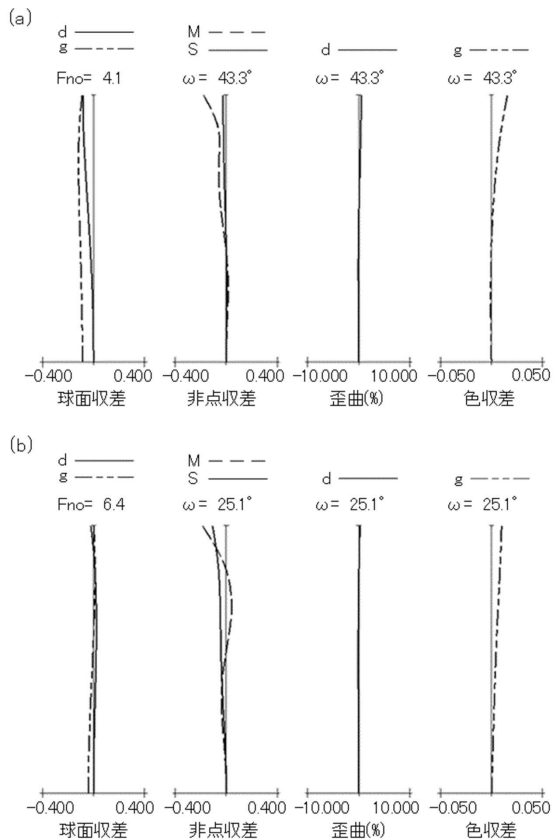 (a)
d
g
Fno= 4.1
M
S
ω = 43.3°
d
ω = 43.3°
g
ω = 43.3°
-0.400 0.400
球面収差
-0.400 0.400
非点収差
-10.000 10.000
歪曲(%)
-0.050 0.050
色収差
(b)
d
g
Fno= 6.4
M
S
ω = 25.1°
d
ω = 25.1°
g
ω = 25.1°
-0.400 0.400
球面収差
-0.400 0.400
非点収差
-10.000 10.000
歪曲(%)
-0.050 0.050
色収差